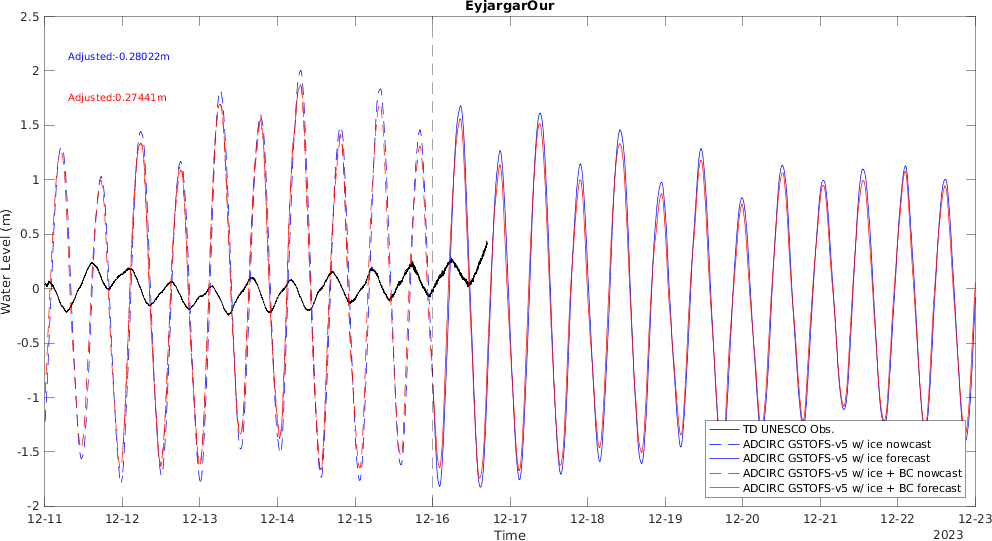 EyjargarOur
Adjusted:-0.28022m
Adjusted:0.27441m
Water Level (m)
2.5
2
1.5
1
0.5
0
-0.5
-1
-1.5
-2
TD UNESCO Obs.
ADCIRC GSTOFS-v5 w/ ice nowcast
ADCIRC GSTOFS-v5 w/ ice forecast
ADCIRC GSTOFS-v5 w/ ice + BC nowcast
ADCIRC GSTOFS-v5 w/ ice + BC forecast
12-11 12-12 12-13 12-14 12-15 12-16 12-17 12-18 12-19 12-20 12-21 12-22 12-23
Time
2023